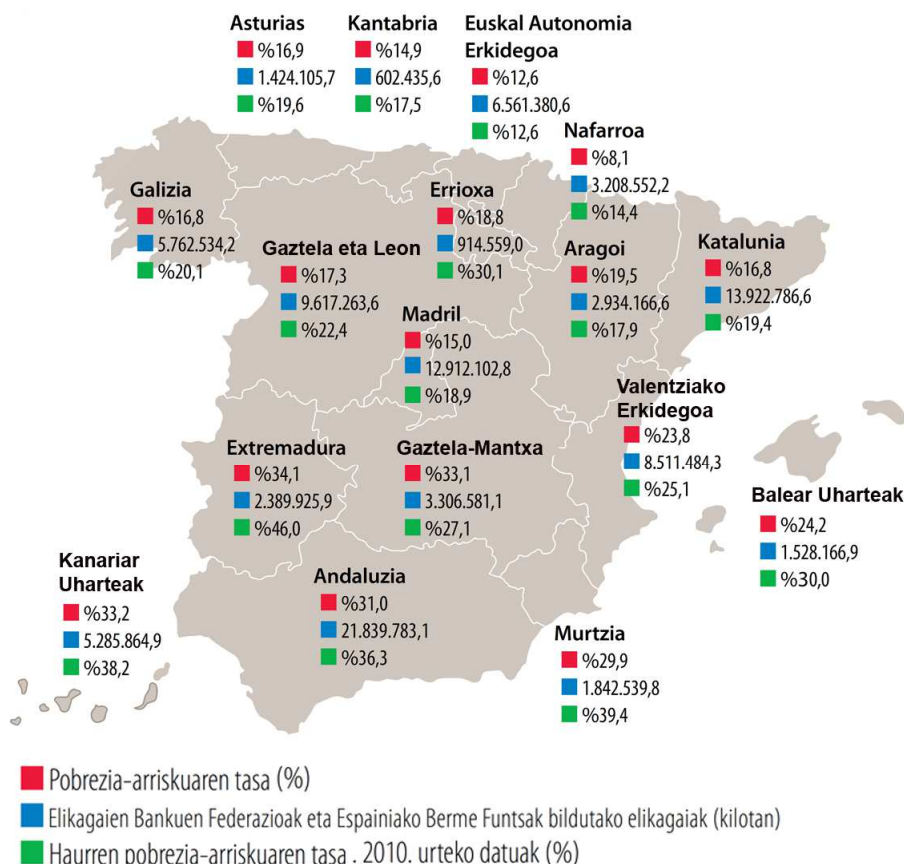 Asturias
%16,9
1.424.105,7
%19,6
Kantabria
%14,9
602.435,6
%17,5
Euskal Autonomia
Erkidegoa
%12,6
6.561.380,6
%12,6
Nafarroa
%8,1
3.208.552,2
%14,4
Galizia
%16,8
5.762.534,2
%20,1
Errioxa
%18,8
914.559,0
%30,1
Gaztela eta Leon
%17,3
9.617.263,6
%22,4
Aragoi
%19,5
2.934.166,6
%17,9
Katalunia
%16,8
13.922.786,6
%19,4
Madril
%15,0
12.912.102,8
%18,9
Valentziako
Erkidegoa
%23,8
8.511.484,3
%25,1
Extremadura
%34,1
2.389.925,9
%46,0
Gaztela-Mantxa
%33,1
3.306.581,1
%27,1
Balear Uharteak
%24,2
1.528.166,9
%30,0
Kanariar
Uharteak
%33,2
5.285.864,9
%38,2
Andaluzia
%31,0
21.839.783,1
%36,3
Murtzia
%29,9
1.842.539,8
%39,4
Pobrezia-arriskuaren tasa (%)
Elikagaien Bankuen Federazioak eta Espainiako Berme Funtsak bildutako elikagaiak (kilotan)
Haurren pobrezia-arriskuaren tasa . 2010. urteko datuak (%)